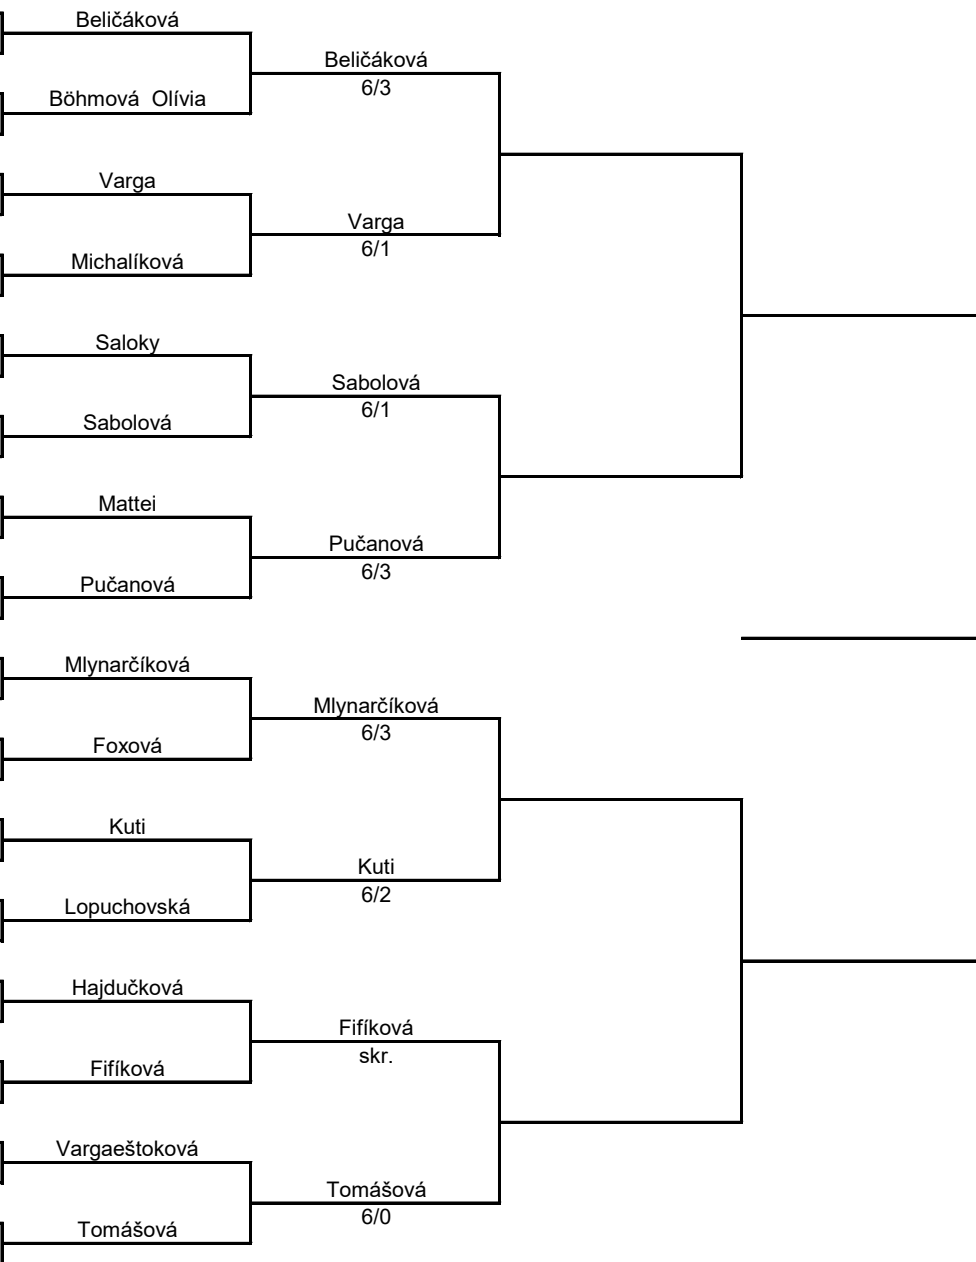 Beličáková
Beličáková
6/3
Böhmová  Olívia
Varga
Varga
6/1
Michalíková
Saloky
Sabolová
6/1
Sabolová
Mattei
Pučanová
6/3
Pučanová
Mlynarčíková
Mlynarčíková
6/3
Foxová
Kuti
Kuti
6/2
Lopuchovská
Hajdučková
Fifíková
skr.
Fifíková
Vargaeštoková
Tomášová
6/0
Tomášová